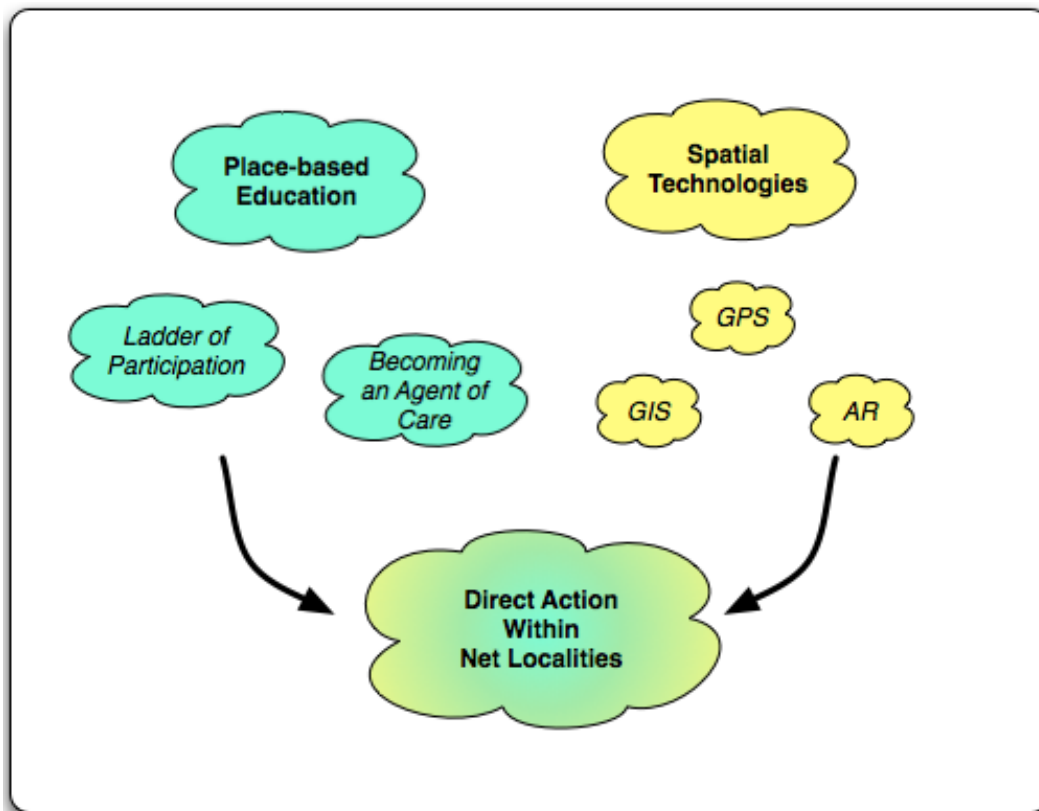 Place-based
Education
Spatial
Technologies
Ladder of
Participation
Becoming
an Agent of
Care
GPS
GIS
AR
Direct Action
Within
Net Localities